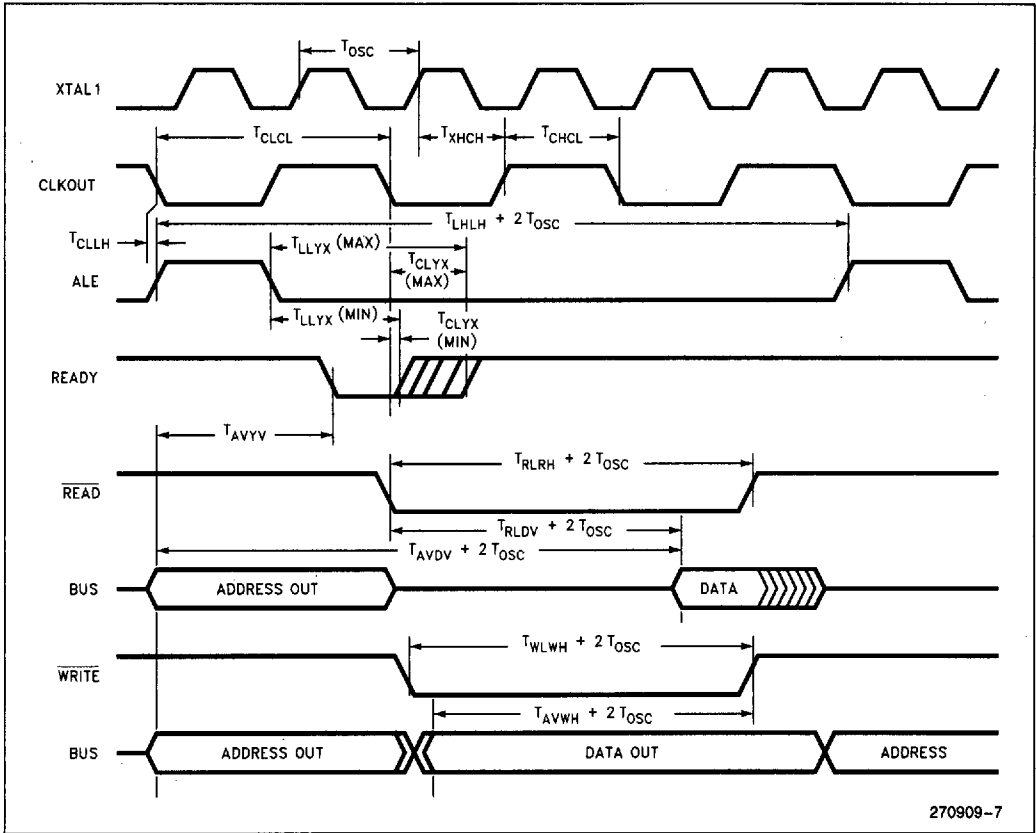 TOSC
XTAL1
TCLCL
TXHCH
TCHCL
CLKOUT
TLHLH + 2 TOSC
TCLLH
TLLYX (MAX)
TCLYX
(MAX)
ALE
TLLYX (MIN)
TCLYX
(MIN)
READY
TAVYV
TRLRH + 2 TOSC
READ
TRLDV + 2 TOSC
TAVDV + 2 TOSC
BUS
ADDRESS OUT
DATA
TWLWH + 2 TOSC
WRITE
TAVWH + 2 TOSC
BUS
ADDRESS OUT
DATA OUT
ADDRESS
270909-7